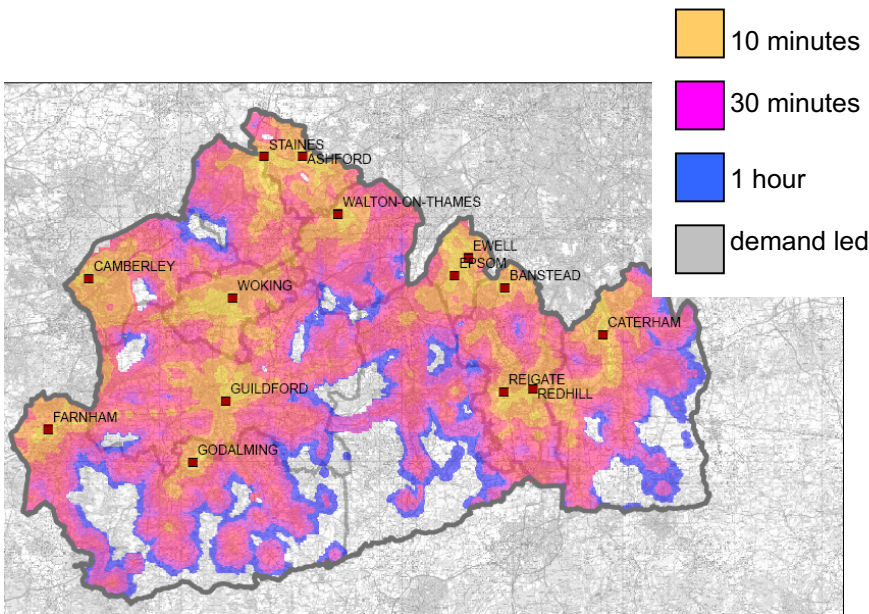 10 minutes
30 minutes
1 hour
demand led
STAINES
ASHFORD
WALTON-ON-THAMES
EWELL
EPSOM
CAMBERLEY
BANSTEAD
WOKING
CATERHAM
REIGATE
REDHILL
GUILDFORD
FARNHAM
GODALMING